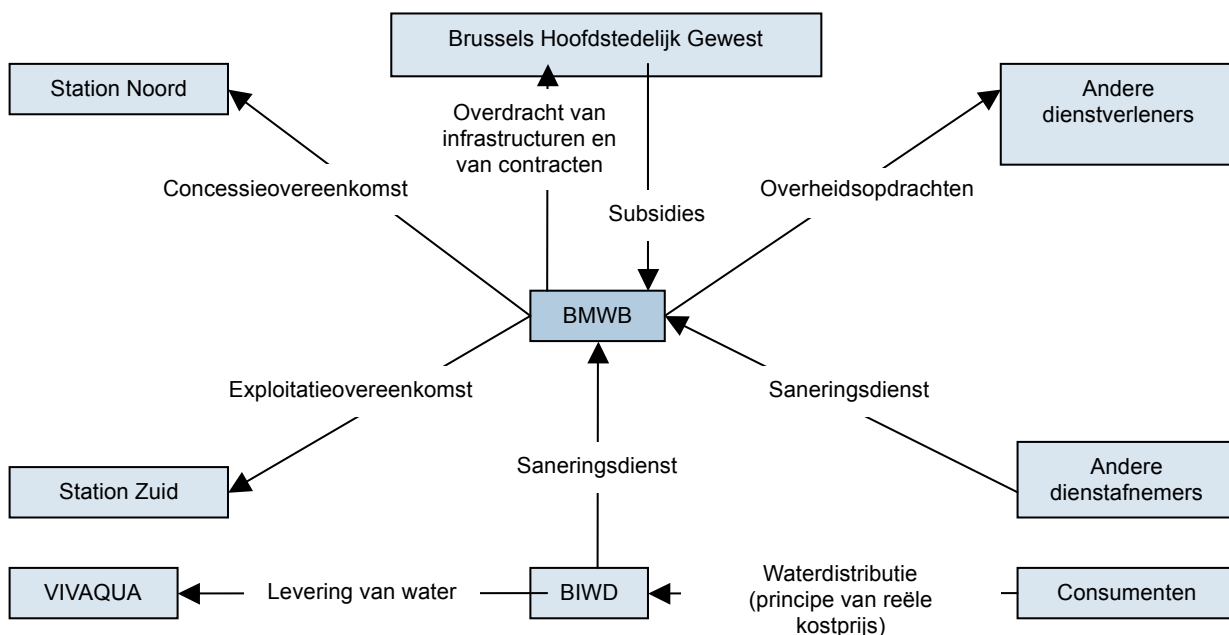 Brussels Hoofdstedelijk Gewest
Station Noord
Andere
dienstverleners
Overdracht van
infrastructuren en
van contracten
Concessieovereenkomst
Overheidsopdrachten
Subsidies
BMWB
Exploitatieovereenkomst
Saneringsdienst
Saneringsdienst
Station Zuid
Andere
dienstafnemers
VIVAQUA
Levering van water
BIWD
Waterdistributie
(principe van reële
kostprijs)
Consumenten